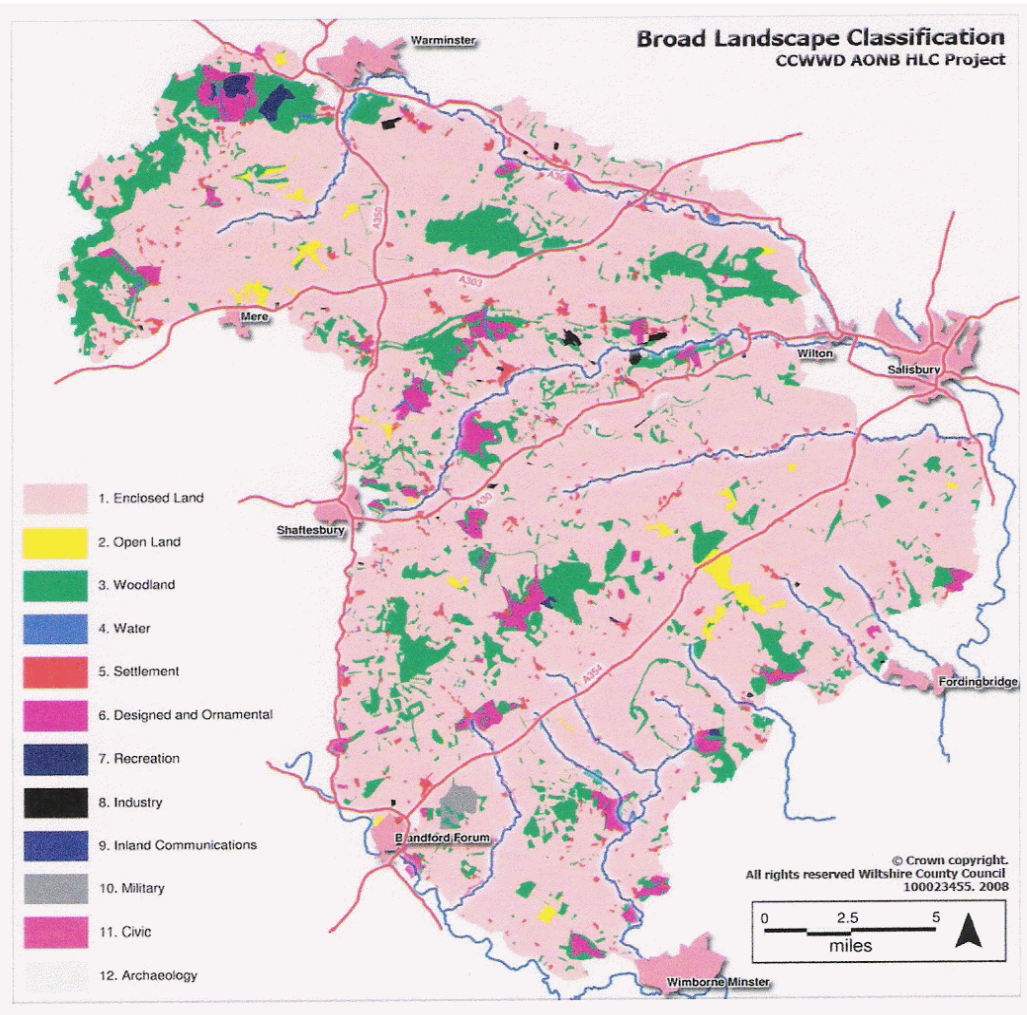 Broad Landscape Classification
CCWWD AONB HLC Project
Warminster
A36
A350
A303
Mere
Wilton
Salisbury
A30
Shaftesbury
A354
Fordingbridge
Blandford Forum
Wimborne Minster
1. Enclosed Land
2. Open Land
3. Woodland
4. Water
5. Settlement
6. Designed and Ornamental
7. Recreation
8. Industry
9. Inland Communications
10. Military
11. Civic
12. Archaeology
© Crown copyright.
All rights reserved Wiltshire County Council
100023455. 2008
0 2.5 5
miles